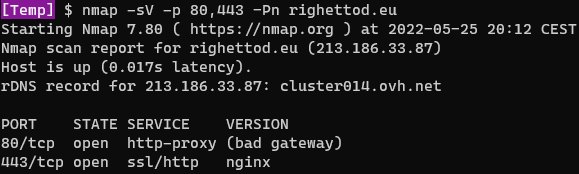 [Temp] $ nmap -sV -p 80,443 -Pn righettod.eu
Starting Nmap 7.80 ( https://nmap.org ) at 2022-05-25 20:12 CEST
Nmap scan report for righettod.eu (213.186.33.87)
Host is up (0.017s latency).
rDNS record for 213.186.33.87: cluster014.ovh.net

PORT    STATE SERVICE    VERSION
80/tcp  open  http-proxy (bad gateway)
443/tcp open  ssl/http   nginx